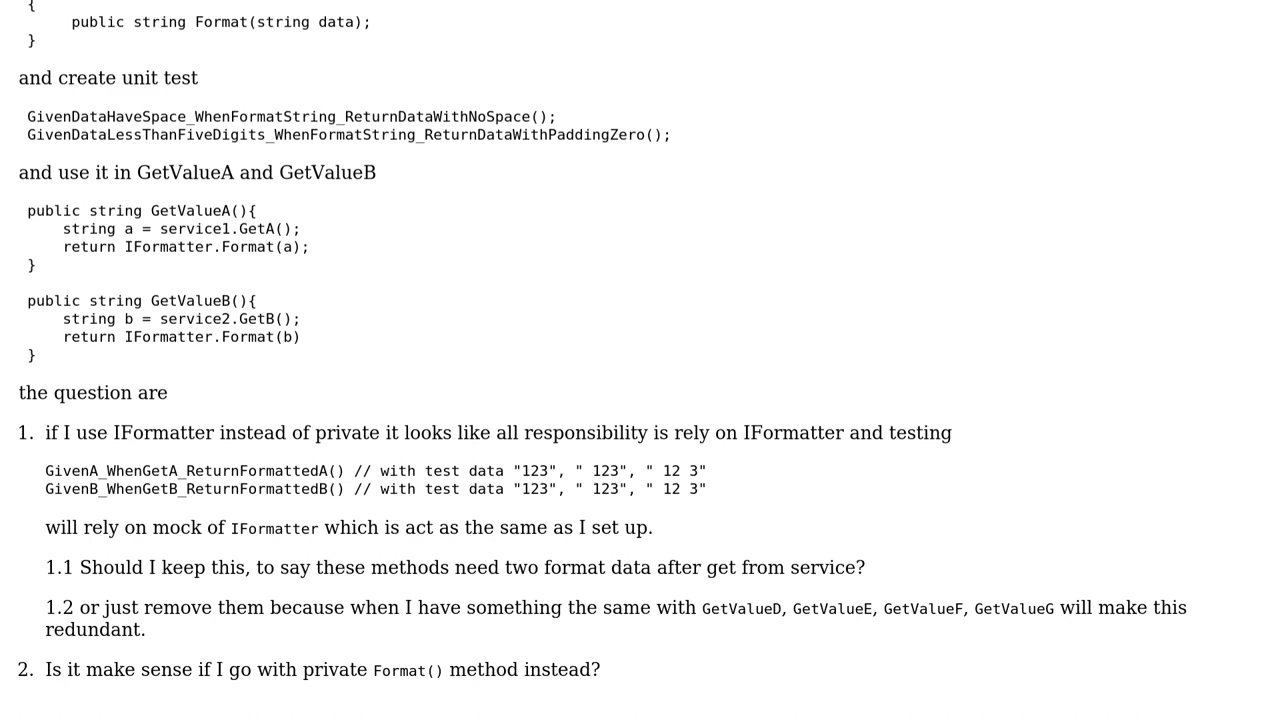 {
     public string Format(string data);
}
and create unit test
GivenDataHaveSpace_WhenFormatString_ReturnDataWithNoSpace();
GivenDataLessThanFiveDigits_WhenFormatString_ReturnDataWithPaddingZero();
and use it in GetValueA and GetValueB
public string GetValueA(){
    string a = service1.GetA();
    return IFormatter.Format(a);
}
public string GetValueB(){
    string b = service2.GetB();
    return IFormatter.Format(b)
}
the question are
1. if I use IFormatter instead of private it looks like all responsibility is rely on IFormatter and testing
GivenA_WhenGetA_ReturnFormattedA() // with test data "123", " 123", " 12 3"
GivenB_WhenGetB_ReturnFormattedB() // with test data "123", " 123", " 12 3"
will rely on mock of IFormatter which is act as the same as I set up.
1.1 Should I keep this, to say these methods need two format data after get from service?
1.2 or just remove them because when I have something the same with GetValueD, GetValueE, GetValueF, GetValueG will make this
redundant.
2. Is it make sense if I go with private Format() method instead?